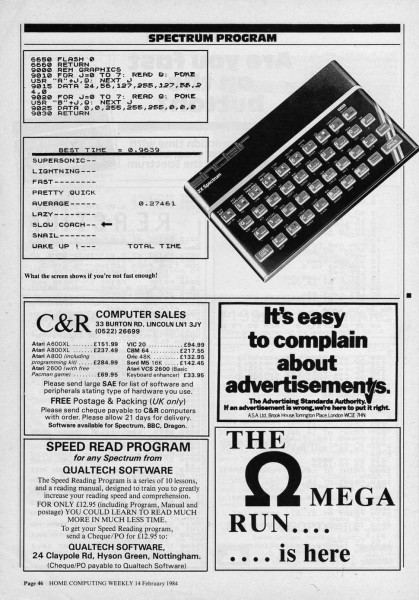 SPECTRUM PROGRAM
6650 FLASH 0
6660 RETURN
9000 REM GRAPHICS
9010 FOR J=0 TO 7: READ Q: POKE
USR "A"+J,Q: NEXT J
9015 DATA 24,56,127,255,127,56,2
4,0
9020 FOR J=0 TO 7: READ Q: POKE
USR "B"+J,Q: NEXT J
9025 DATA 0,0,255,255,255,0,0,0
9030 RETURN
BEST TIME = 0.9639
SUPERSONIC--
LIGHTNING---
FAST--------
PRETTY QUICK
AVERAGE----- 0.27461
LAZY--------
SLOW COACH--
SNAIL-------
WAKE UP !--- TOTAL TIME
What the screen shows if you're not fast enough!
ZX Spectrum
C&R COMPUTER SALES
33 BURTON RD. LINCOLN LN1 3JY
(0522) 26699
Atari A600XL £151.99
Atari A800XL £237.49
Atari A800 (including
programming kit) £284.99
Atari 2600 (with free
Pacman game) £69.95
VIC 20 £94.99
CBM 64 £217.55
Oric 48K £132.95
Sord M5 16K £142.45
Atari VCS 2600 (Basic
Keyboard enhancer) £33.95
Please send large SAE for list of software and
peripherals stating type of hardware you use.
FREE Postage & Packing (UK only)
Please send cheque payable to C&R computers
with order. Please allow 21 days for delivery.
Software available for Spectrum, BBC, Dragon.
It's easy
to complain
about
advertisements.
The Advertising Standards Authority.
If an advertisement is wrong, we're here to put it right.
A.S.A. Ltd, Brook House, Torrington Place, London WC1E 7HN
SPEED READ PROGRAM
for any Spectrum from
QUALTECH SOFTWARE
The Speed Reading Program is a series of 10 lessons,
and a reading manual, designed to train you to greatly
increase your reading speed and comprehension.
FOR ONLY £12.95 (including Program, Manual and
postage) YOU COULD LEARN TO READ MUCH
MORE IN MUCH LESS TIME.
To get your Speed Reading program,
send a Cheque/PO for £12.95 to:
QUALTECH SOFTWARE,
24 Claypole Rd, Hyson Green, Nottingham.
(Cheque/PO payable to Qualtech Software)
THE
ΩMEGA
RUN....
.... is here
Page 46 HOME COMPUTING WEEKLY 14 February 1984